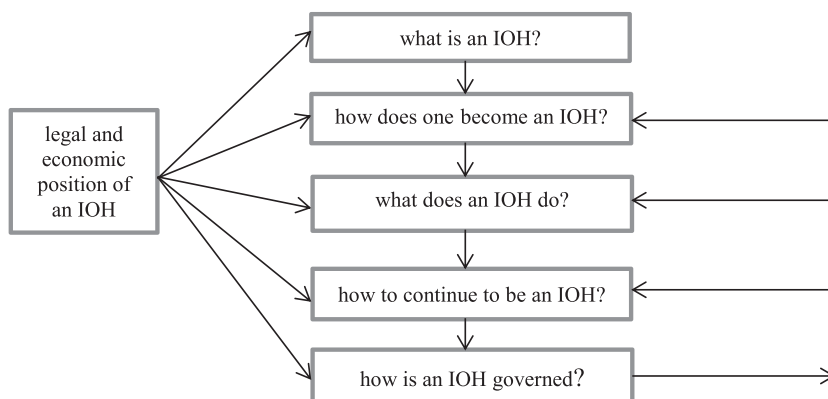 what is an IOH?
how does one become an IOH?
legal and
economic
position of
an IOH
what does an IOH do?
how to continue to be an IOH?
how is an IOH governed?